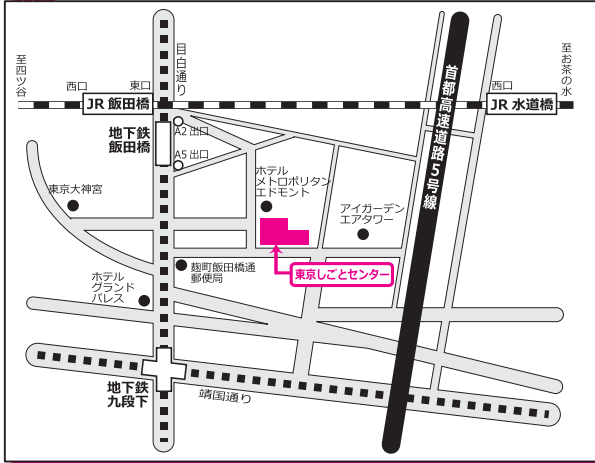 至四ツ谷
西口
東口
JR 飯田橋
目白通り
首都高速道路5号線
西口
JR 水道橋
至お茶の水
地下鉄
飯田橋
A2 出口
A5 出口
東京大神宮
ホテル
メトロポリタン
エドモント
アイガーデン
エアタワー
麹町飯田橋通
郵便局
東京しごとセンター
ホテル
グランド
パレス
地下鉄
九段下
靖国通り